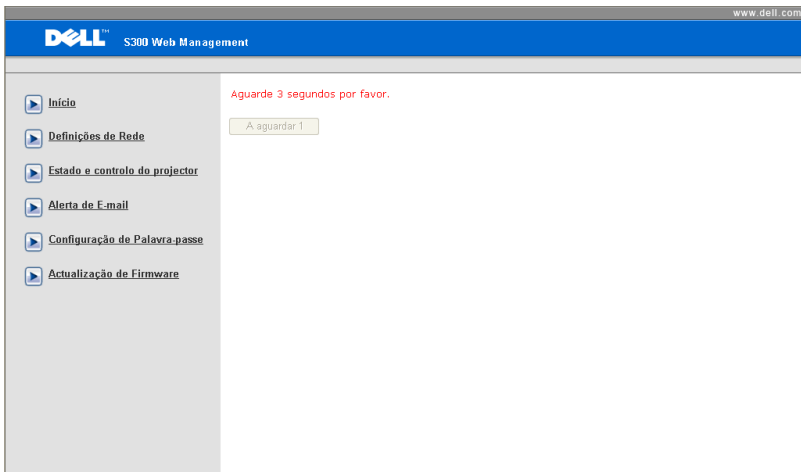 www.dell.com
DELL™ S300 Web Management
Início
Definições de Rede
Estado e controlo do projector
Alerta de E-mail
Configuração de Palavra-passe
Actualização de Firmware
Aguarde 3 segundos por favor.
A aguardar 1